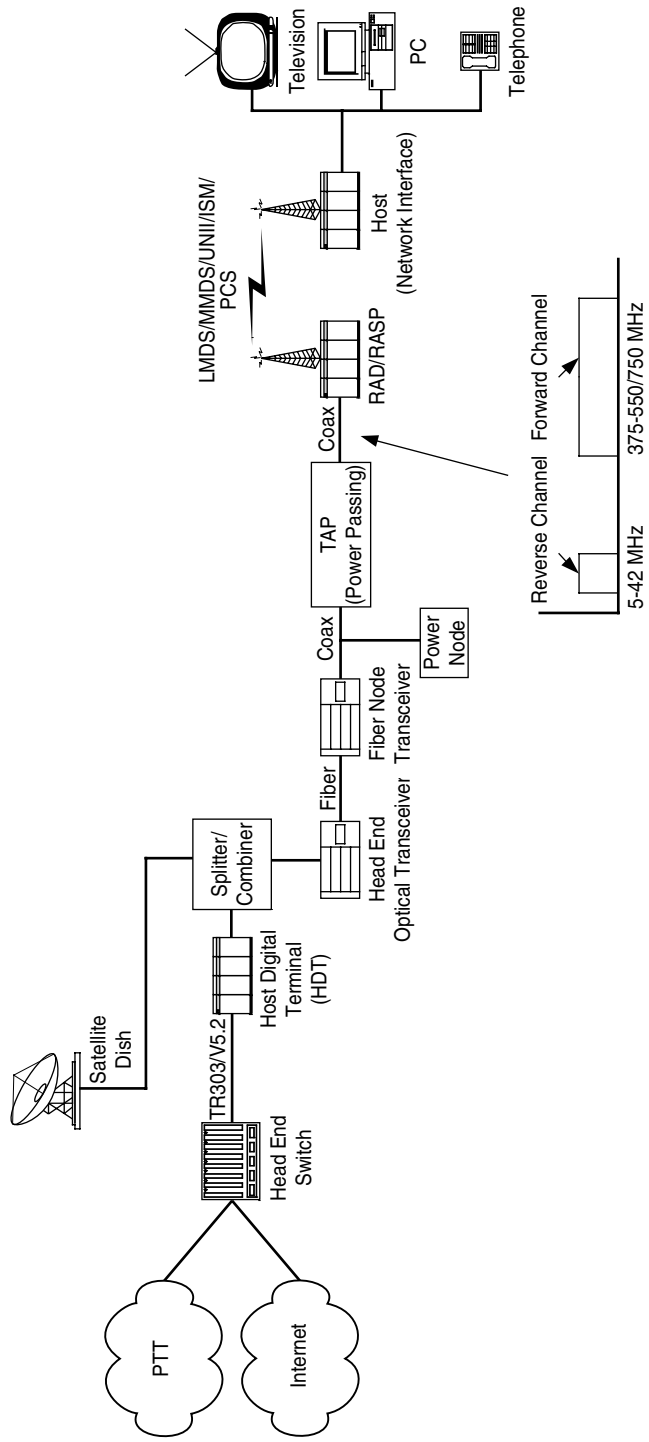 PTT
Internet
Head End
Switch
TR303/V5.2
Satellite
Dish
Host Digital
Terminal
(HDT)
Splitter/
Combiner
Head End
Optical Transceiver
Fiber
Fiber Node
Transceiver
Coax
Power
Node
TAP
(Power Passing)
Coax
RAD/RASP
LMDS/MMDS/UNII/ISM/
PCS
Host
(Network Interface)
Television
PC
Telephone
Reverse Channel
Forward Channel
5-42 MHz
375-550/750 MHz